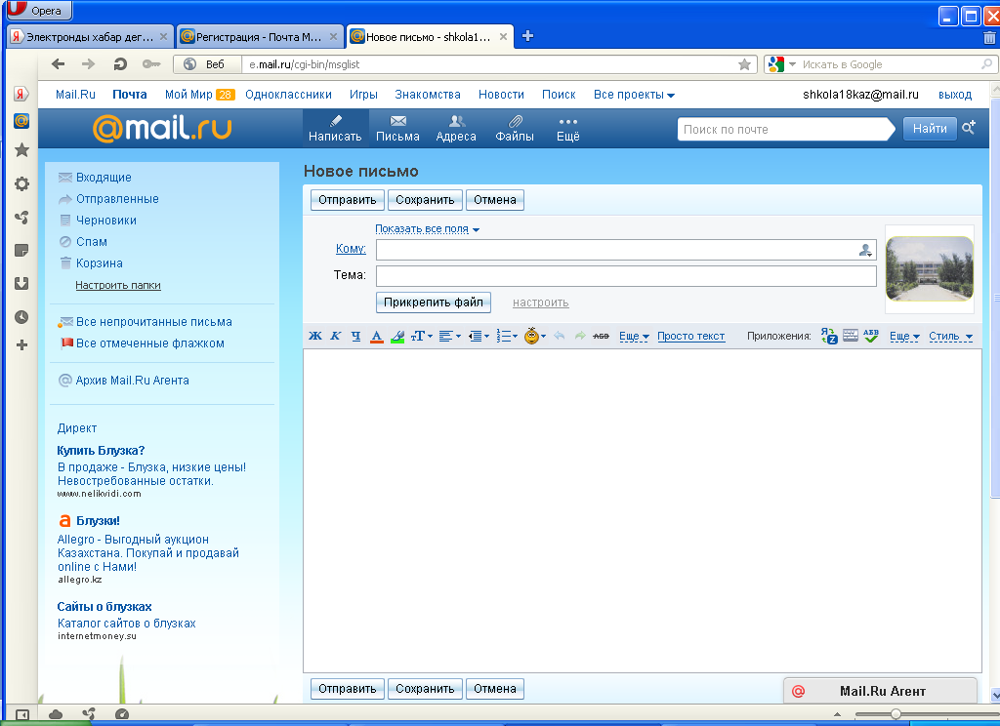 Opera
Электронды хабар дег...
Регистрация - Почта М...
Новое письмо - shkola1...
Веб
e.mail.ru/cgi-bin/msglist
Искать в Google
Mail.Ru Почта Мой Мир 28 Одноклассники Игры Знакомства Новости Поиск Все проекты shkola18kaz@mail.ru выход
@mail.ru
Написать Письма Адреса Файлы Ещё
Поиск по почте
Найти
Входящие
Отправленные
Черновики
Спам
Корзина
Настроить папки
Все непрочитанные письма
Все отмеченные флажком
Архив Mail.Ru Агента
Директ
Купить Блузка?
В продаже - Блузка, низкие цены!
Невостребованные остатки.
www.nelikvidi.com
a Блузки!
Allegro - Выгодный аукцион
Казахстана. Покупай и продавай
online с Нами!
allegro.kz
Сайты о блузках
Каталог сайтов о блузках
internetmoney.su
Новое письмо
Отправить Сохранить Отмена
Показать все поля
Кому:
Тема:
Прикрепить файл настроить
Ж К Ч А тТ АБВ Еще Просто текст Приложения: ЯZ АБВ Еще Стиль
Отправить Сохранить Отмена
Mail.Ru Агент